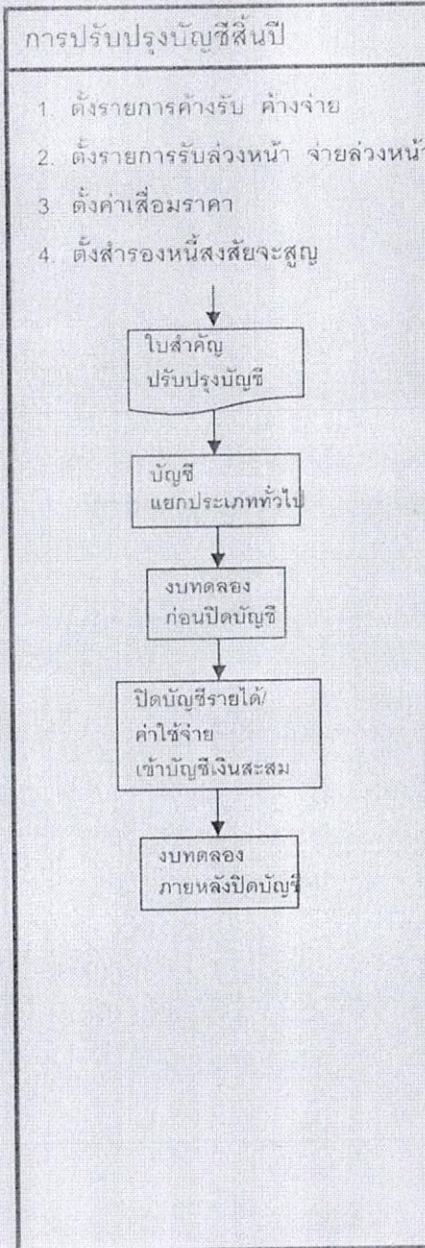 การปรับปรุงบัญชีสิ้นปี
1. ตั้งรายการค้างรับ ค้างจ่าย
2. ตั้งรายการรับล่วงหน้า จ่ายล่วงหน้า
3. ตั้งค่าเสื่อมราคา
4. ตั้งสำรองหนี้สงสัยจะสูญ
ใบสำคัญ
ปรับปรุงบัญชี
บัญชี
แยกประเภททั่วไป
งบทดลอง
ก่อนปิดบัญชี
ปิดบัญชีรายได้/
ค่าใช้จ่าย
เข้าบัญชีเงินสะสม
งบทดลอง
ภายหลังปิดบัญชี